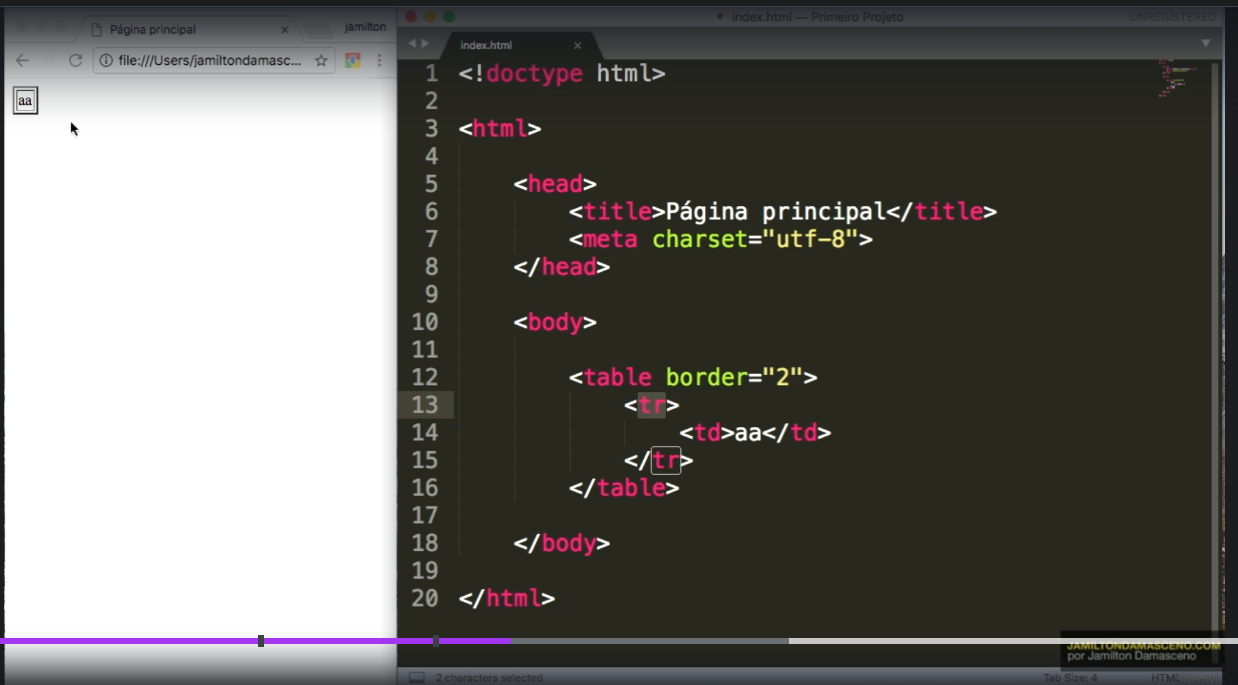 Página principal
jamilton
file:///Users/jamiltondamasc...
aa
index.html — Primeiro Projeto
UNREGISTERED
index.html
1 <!doctype html>
2
3 <html>
4
5 <head>
6 <title>Página principal</title>
7 <meta charset="utf-8">
8 </head>
9
10 <body>
11
12 <table border="2">
13 <tr>
14 <td>aa</td>
15 </tr>
16 </table>
17
18 </body>
19
20 </html>
JAMILTONDAMASCENO.COM
por Jamilton Damasceno
2 characters selected
Tab Size: 4
HTML